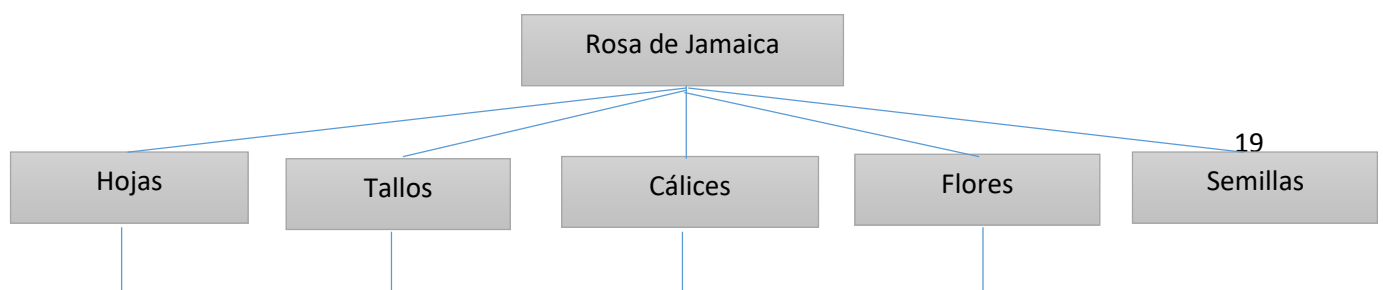 Rosa de Jamaica
19
Hojas
Tallos
Cálices
Flores
Semillas